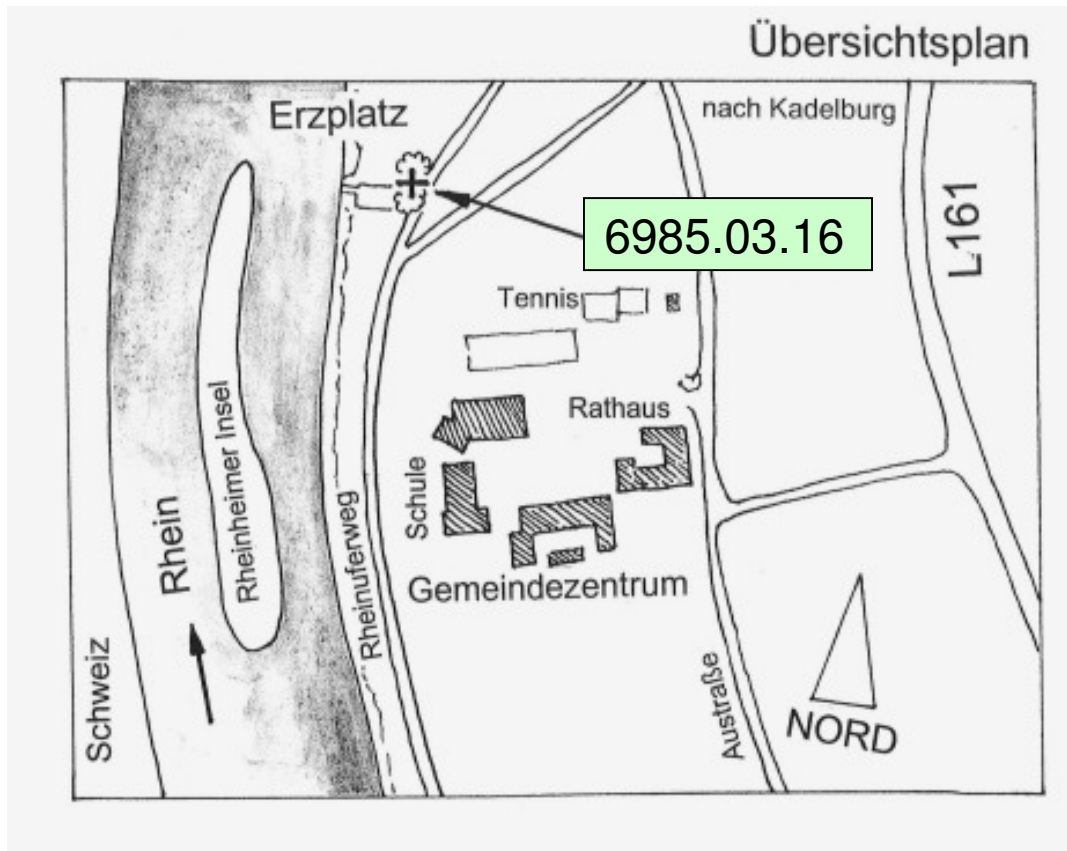 Übersichtsplan
Erzplatz
nach Kadelburg
6985.03.16
L161
Tennis
Rathaus
Rheinheimer Insel
Schule
Rhein
Rheinuferweg
Gemeindezentrum
Schweiz
Austraße
NORD